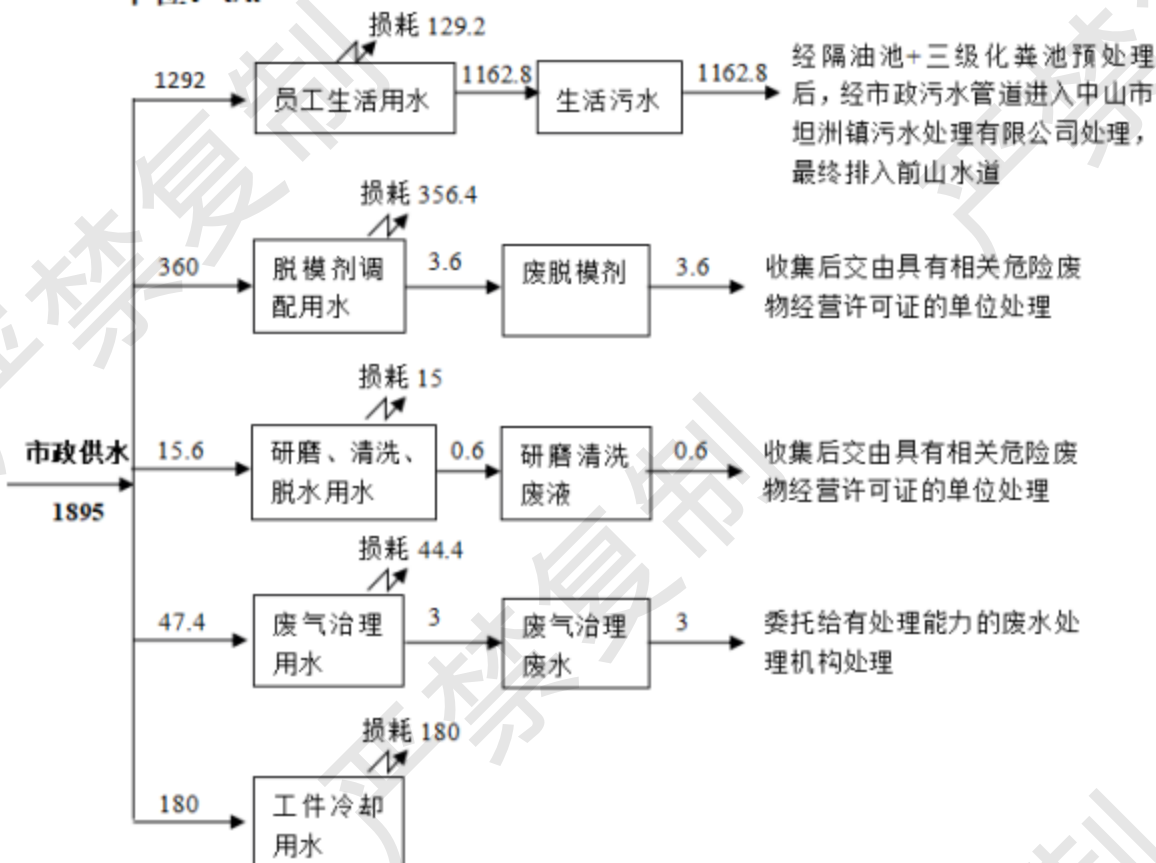 损耗 129.2
1292
员工生活用水
1162.8
生活污水
1162.8
经隔油池+三级化粪池预处理
后，经市政污水管道进入中山市
坦洲镇污水处理有限公司处理，
最终排入前山水道
损耗 356.4
360
脱模剂调
配用水
3.6
废脱模剂
3.6
收集后交由具有相关危险废
物经营许可证的单位处理
损耗 15
市政供水
1895
15.6
研磨、清洗、
脱水用水
0.6
研磨清洗
废液
0.6
收集后交由具有相关危险废
物经营许可证的单位处理
损耗 44.4
47.4
废气治理
用水
3
废气治理
废水
3
委托给有处理能力的废水处
理机构处理
损耗 180
180
工件冷却
用水
严禁复制
严禁复制